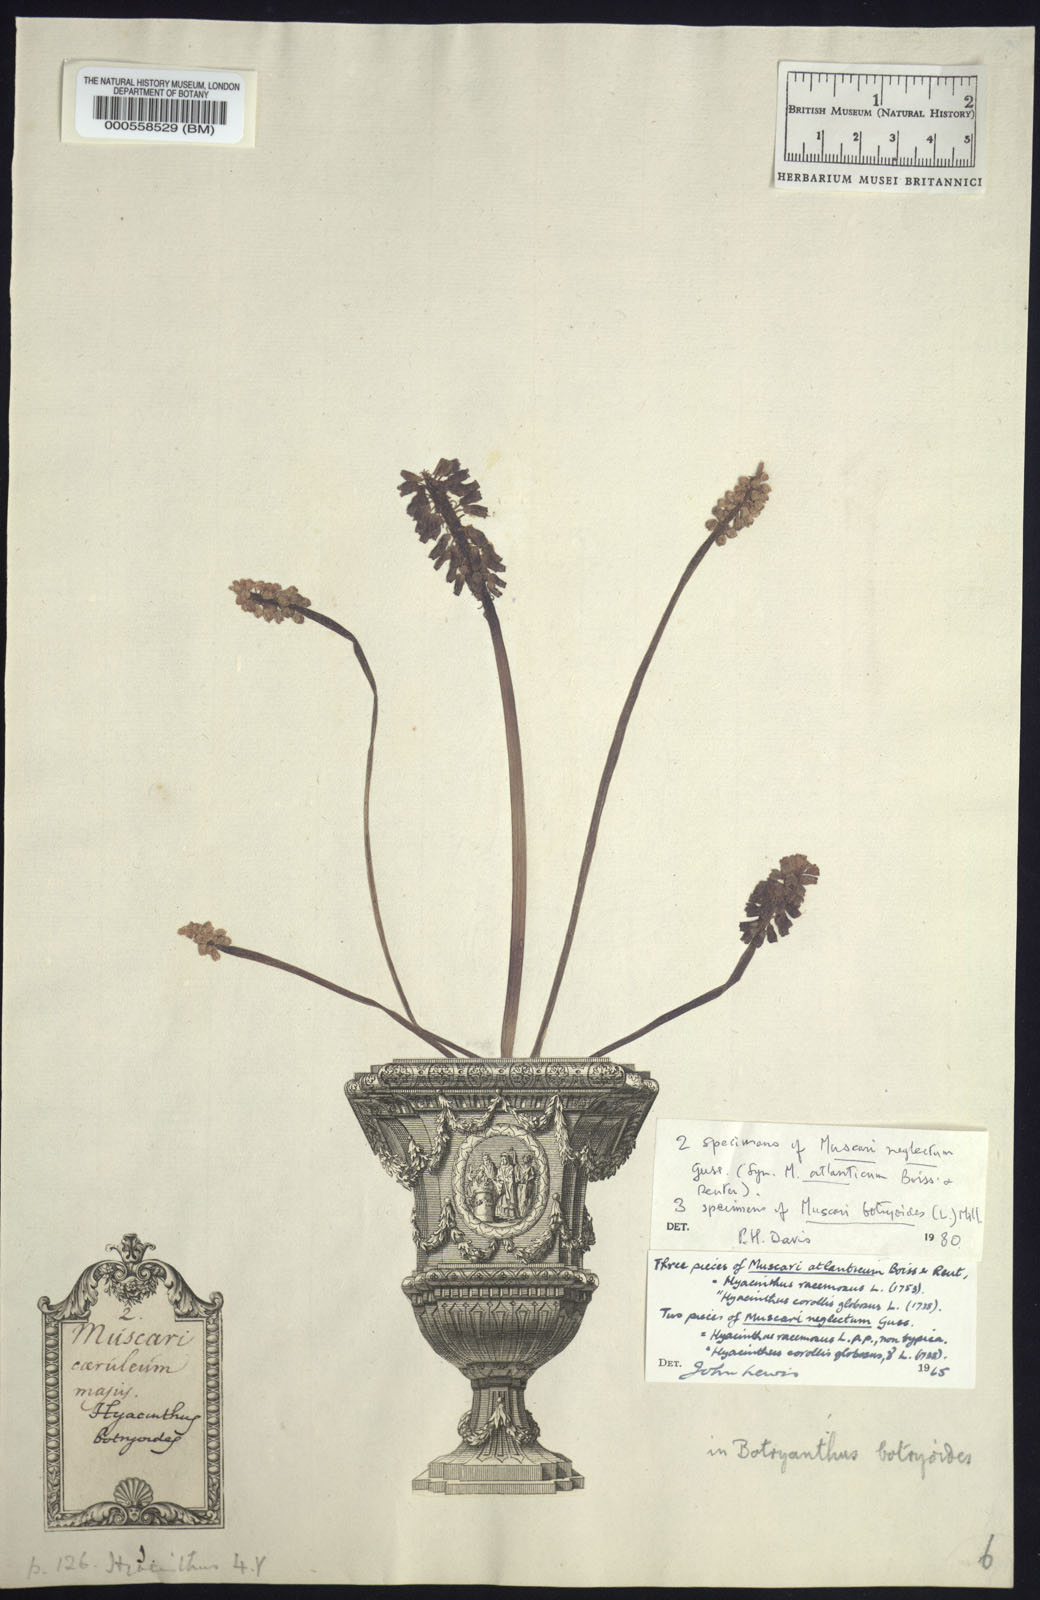 THE NATURAL HISTORY MUSEUM, LONDON
DEPARTMENT OF BOTANY
000558529 (BM)
1 2
BRITISH MUSEUM (NATURAL HISTORY)
1 2 3 4 5
HERBARIUM MUSEI BRITANNICI
2 specimens of Muscari neglectum
Guss. (Syn. M. atlanticum Boiss. &
Reuter).
3 specimens of Muscari botryoides (L.) Mill.
DET. P.H. Davis 1980
Three pieces of Muscari atlanticum Boiss & Reut,
= Hyacinthus racemosus L. (1753).
"Hyacinthus corollis globosus L. (1738).
Two pieces of Muscari neglectum Guss.
= Hyacinthus racemosus L. p.p., non typica.
"Hyacinthus corollis globosus, γ L. (1738).
DET. John Lewis 1965
2.
Muscari
cæruleum
majus.
Hyacinthus
Botryoides
in Botryanthus botryoides
p. 126. Hyacinthus 4.γ
6